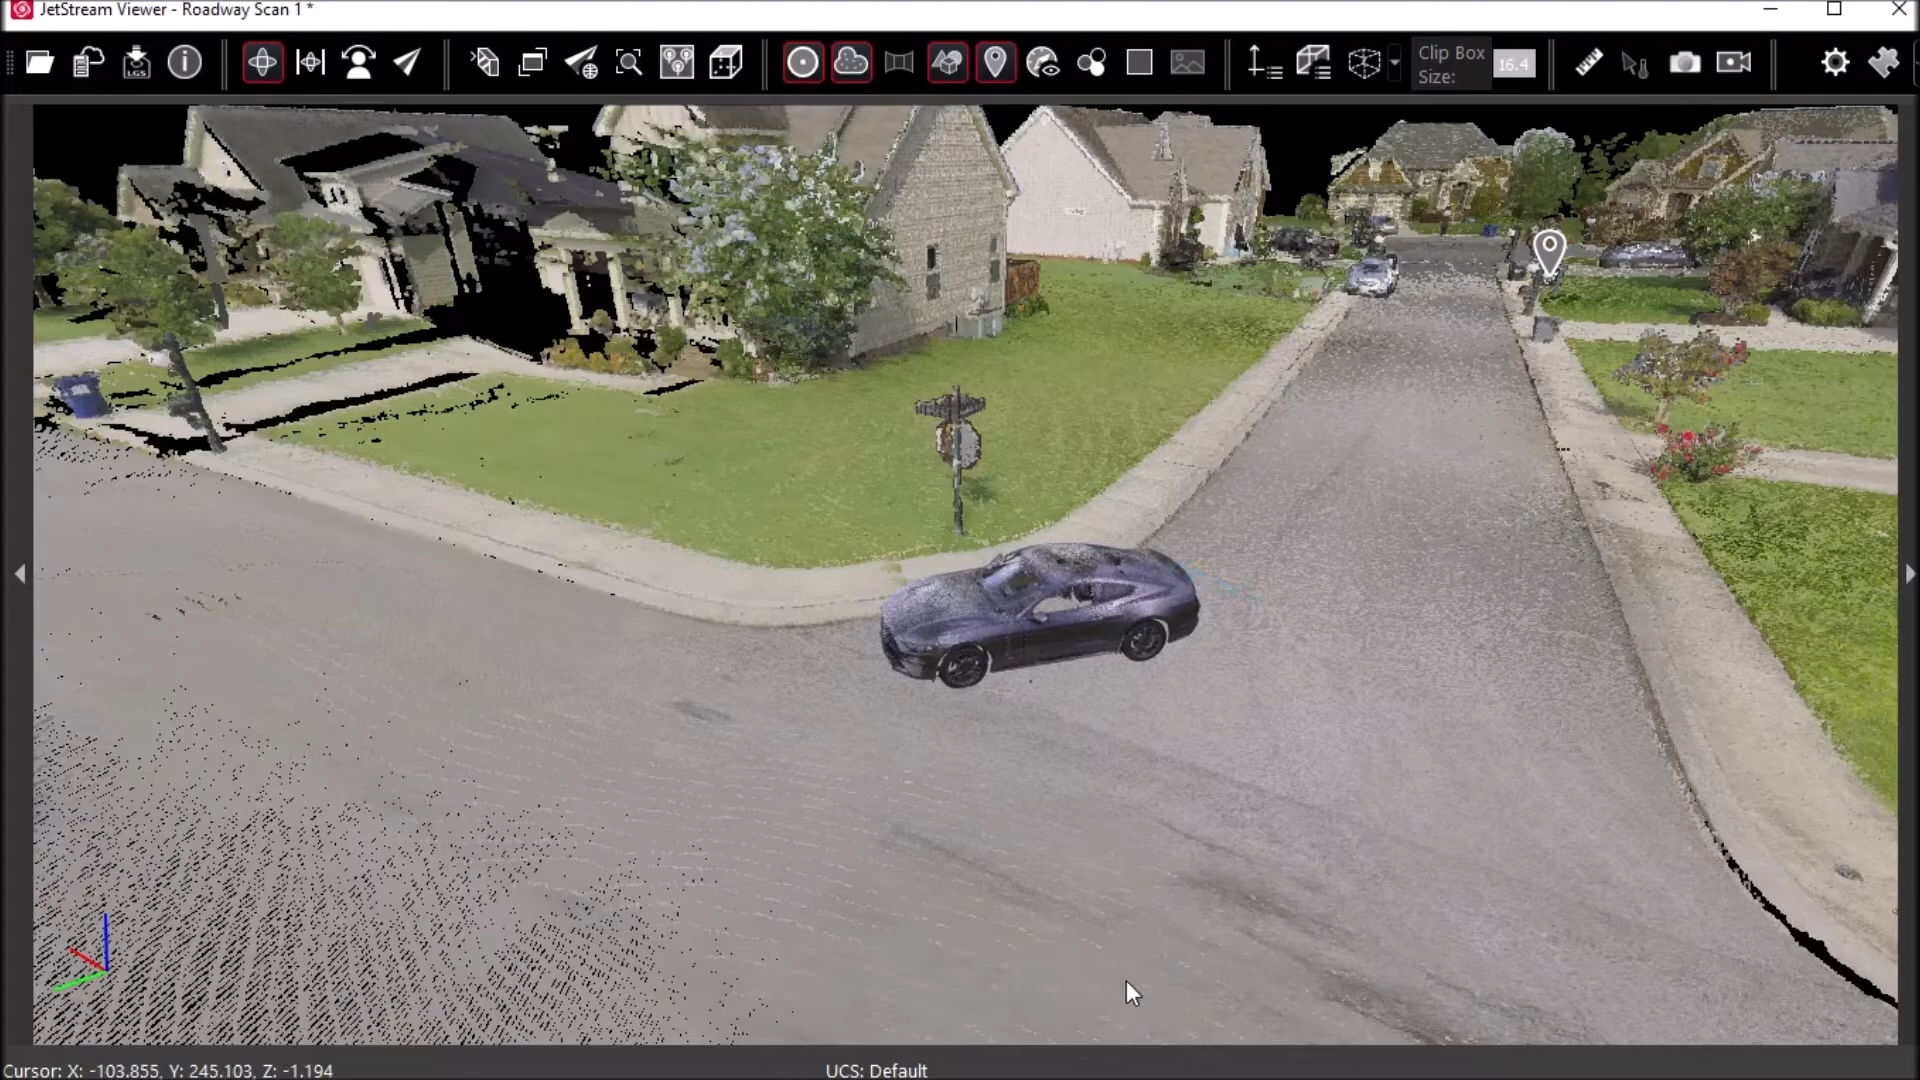 JetStream Viewer - Roadway Scan 1 *
LGS
Clip Box
Size:
16.4
Cursor: X: -103.855, Y: 245.103, Z: -1.194
UCS: Default